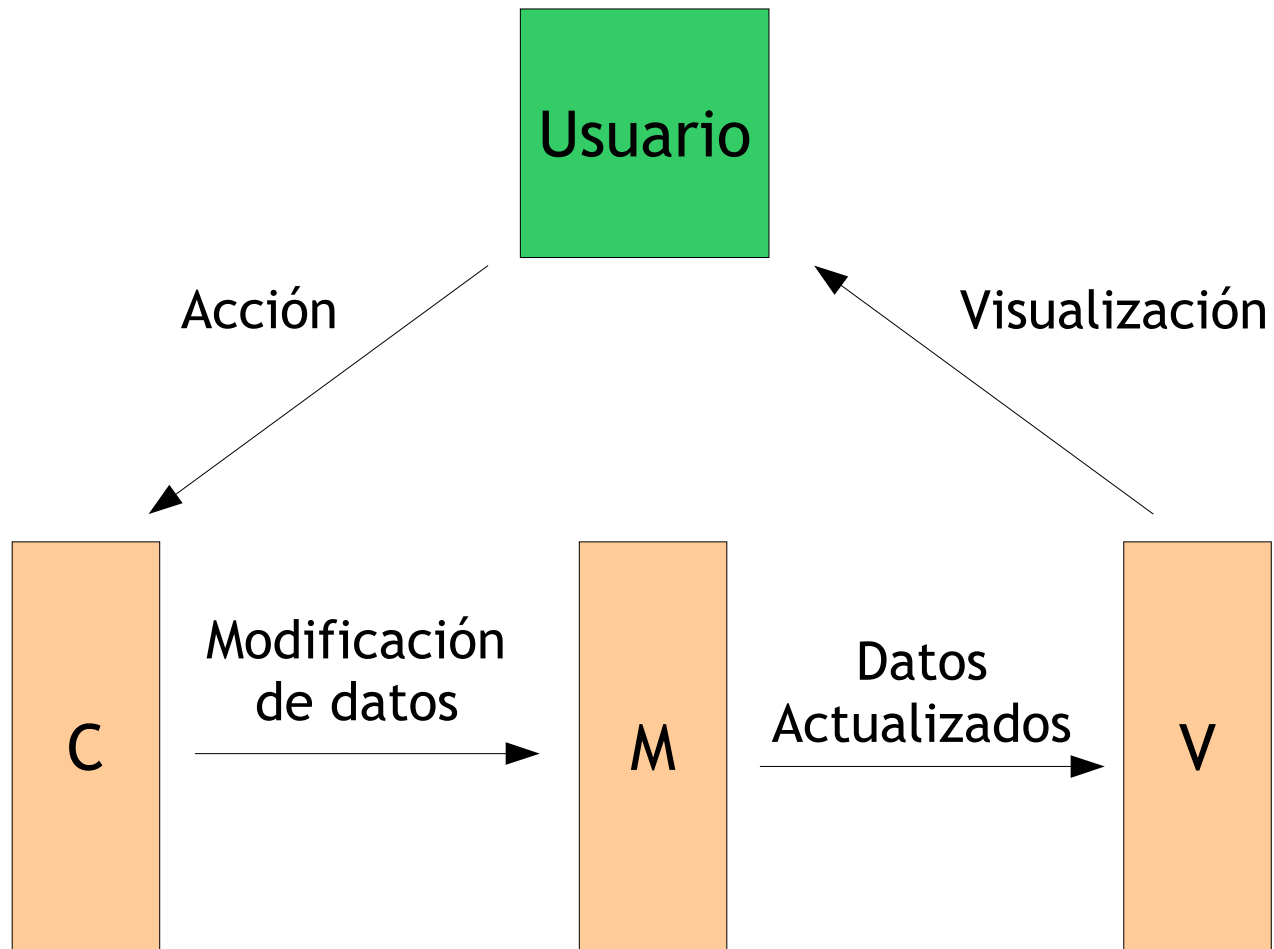 Usuario
Acción
Visualización
Modificación
de datos
Datos
Actualizados
C
M
V